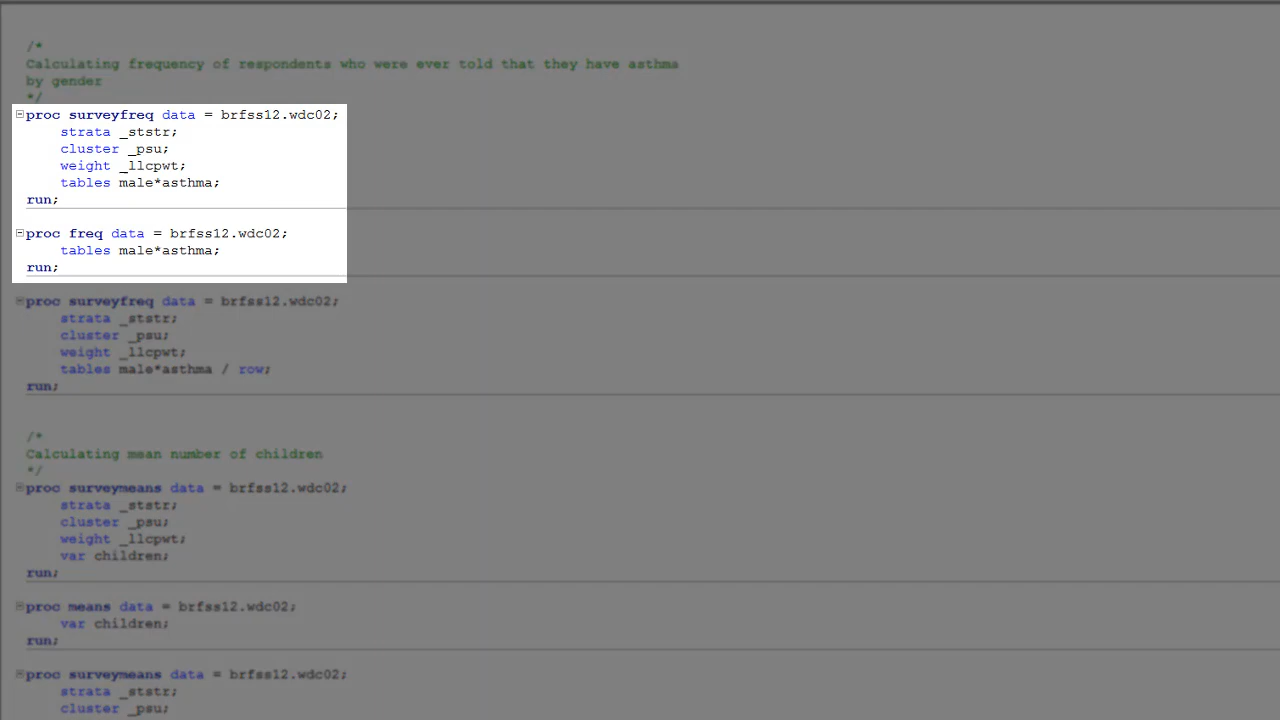 /*
Calculating frequency of respondents who were ever told that they have asthma
by gender
*/
proc surveyfreq data = brfss12.wdc02;
strata _ststr;
cluster _psu;
weight _llcpwt;
tables male*asthma;
run;
proc freq data = brfss12.wdc02;
tables male*asthma;
run;
proc surveyfreq data = brfss12.wdc02;
strata _ststr;
cluster _psu;
weight _llcpwt;
tables male*asthma / row;
run;
/*
Calculating mean number of children
*/
proc surveymeans data = brfss12.wdc02;
strata _ststr;
cluster _psu;
weight _llcpwt;
var children;
run;
proc means data = brfss12.wdc02;
var children;
run;
proc surveymeans data = brfss12.wdc02;
strata _ststr;
cluster _psu;